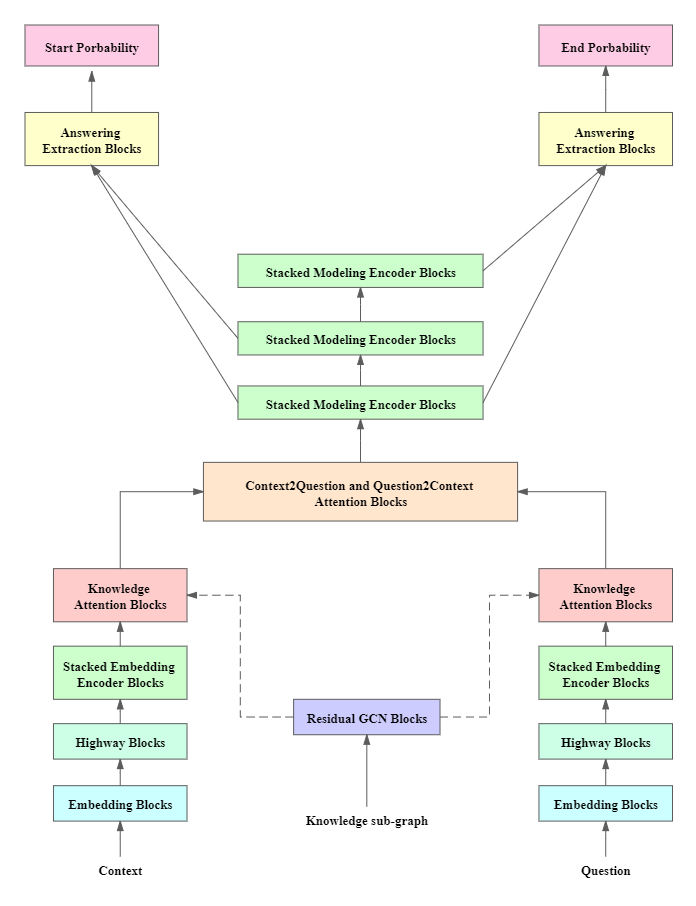 Start Porbability
End Porbability
Answering
Extraction Blocks
Answering
Extraction Blocks
Stacked Modeling Encoder Blocks
Stacked Modeling Encoder Blocks
Stacked Modeling Encoder Blocks
Context2Question and Question2Context
Attention Blocks
Knowledge
Attention Blocks
Knowledge
Attention Blocks
Stacked Embedding
Encoder Blocks
Stacked Embedding
Encoder Blocks
Residual GCN Blocks
Highway Blocks
Highway Blocks
Embedding Blocks
Embedding Blocks
Knowledge sub-graph
Context
Question